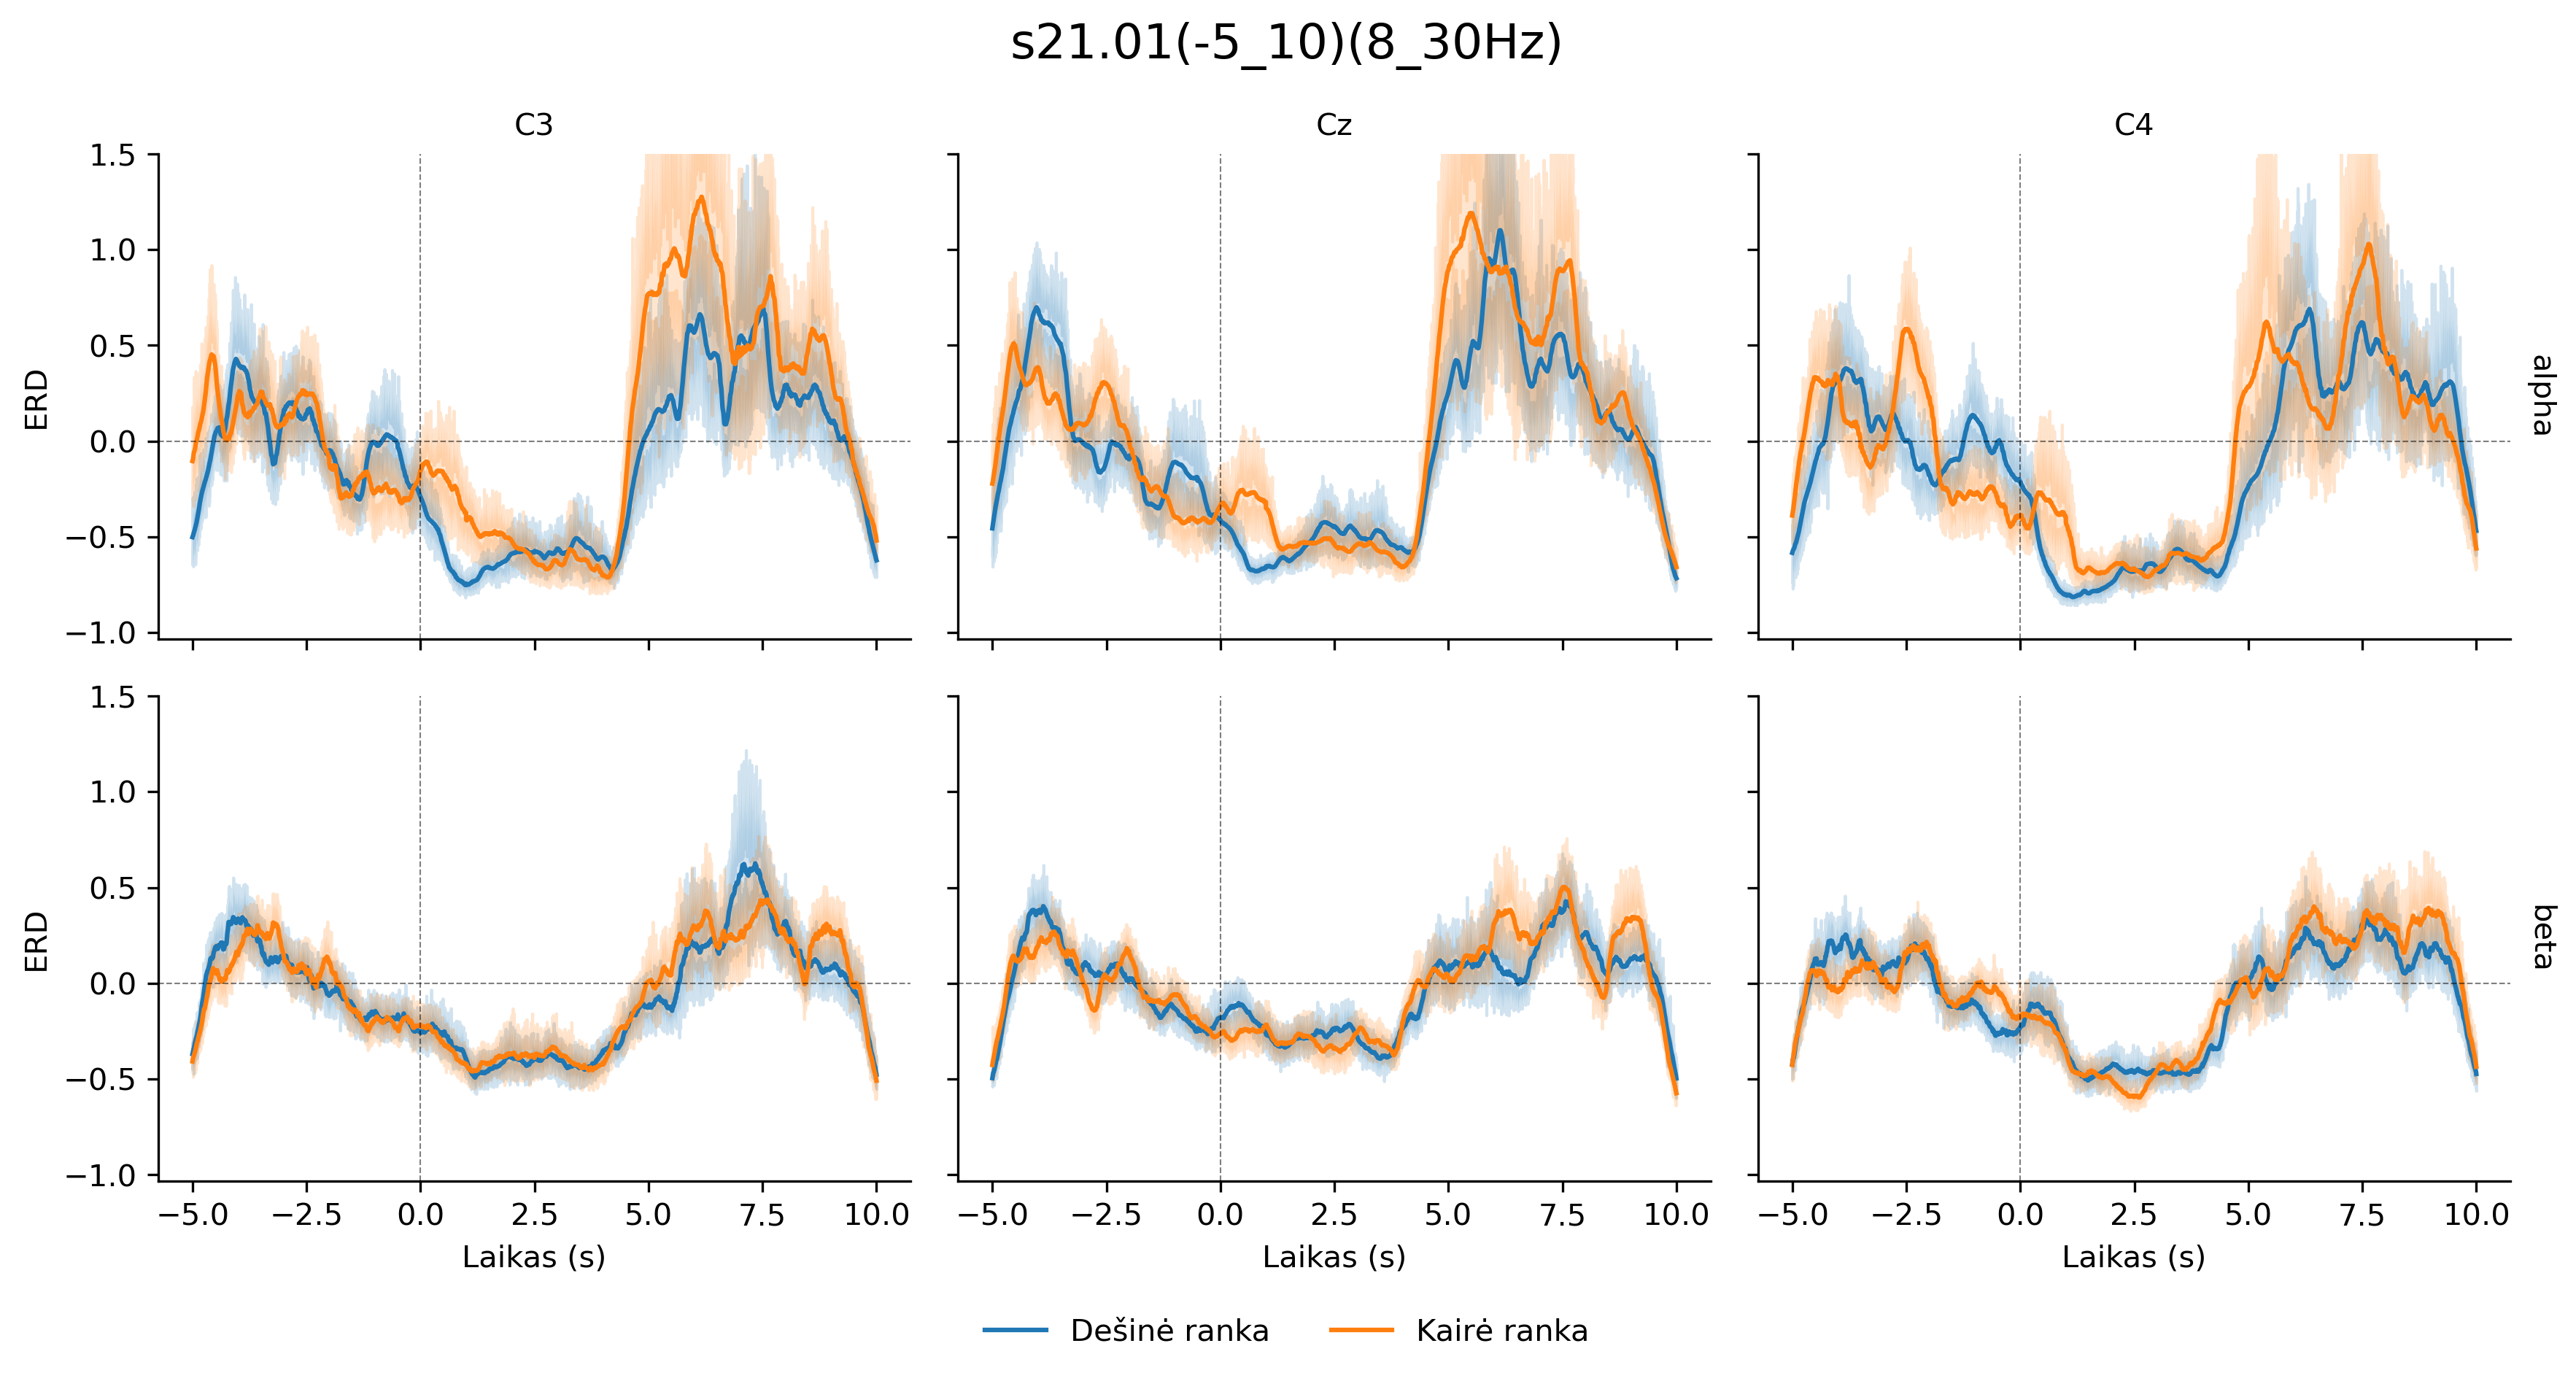 s21.01(-5_10)(8_30Hz)
C3 Cz C4
1.5
1.0
0.5
0.0
−0.5
−1.0
ERD
alpha
1.5
1.0
0.5
0.0
−0.5
−1.0
ERD
beta
−5.0 −2.5 0.0 2.5 5.0 7.5 10.0 −5.0 −2.5 0.0 2.5 5.0 7.5 10.0 −5.0 −2.5 0.0 2.5 5.0 7.5 10.0
Laikas (s) Laikas (s) Laikas (s)
Dešinė ranka Kairė ranka